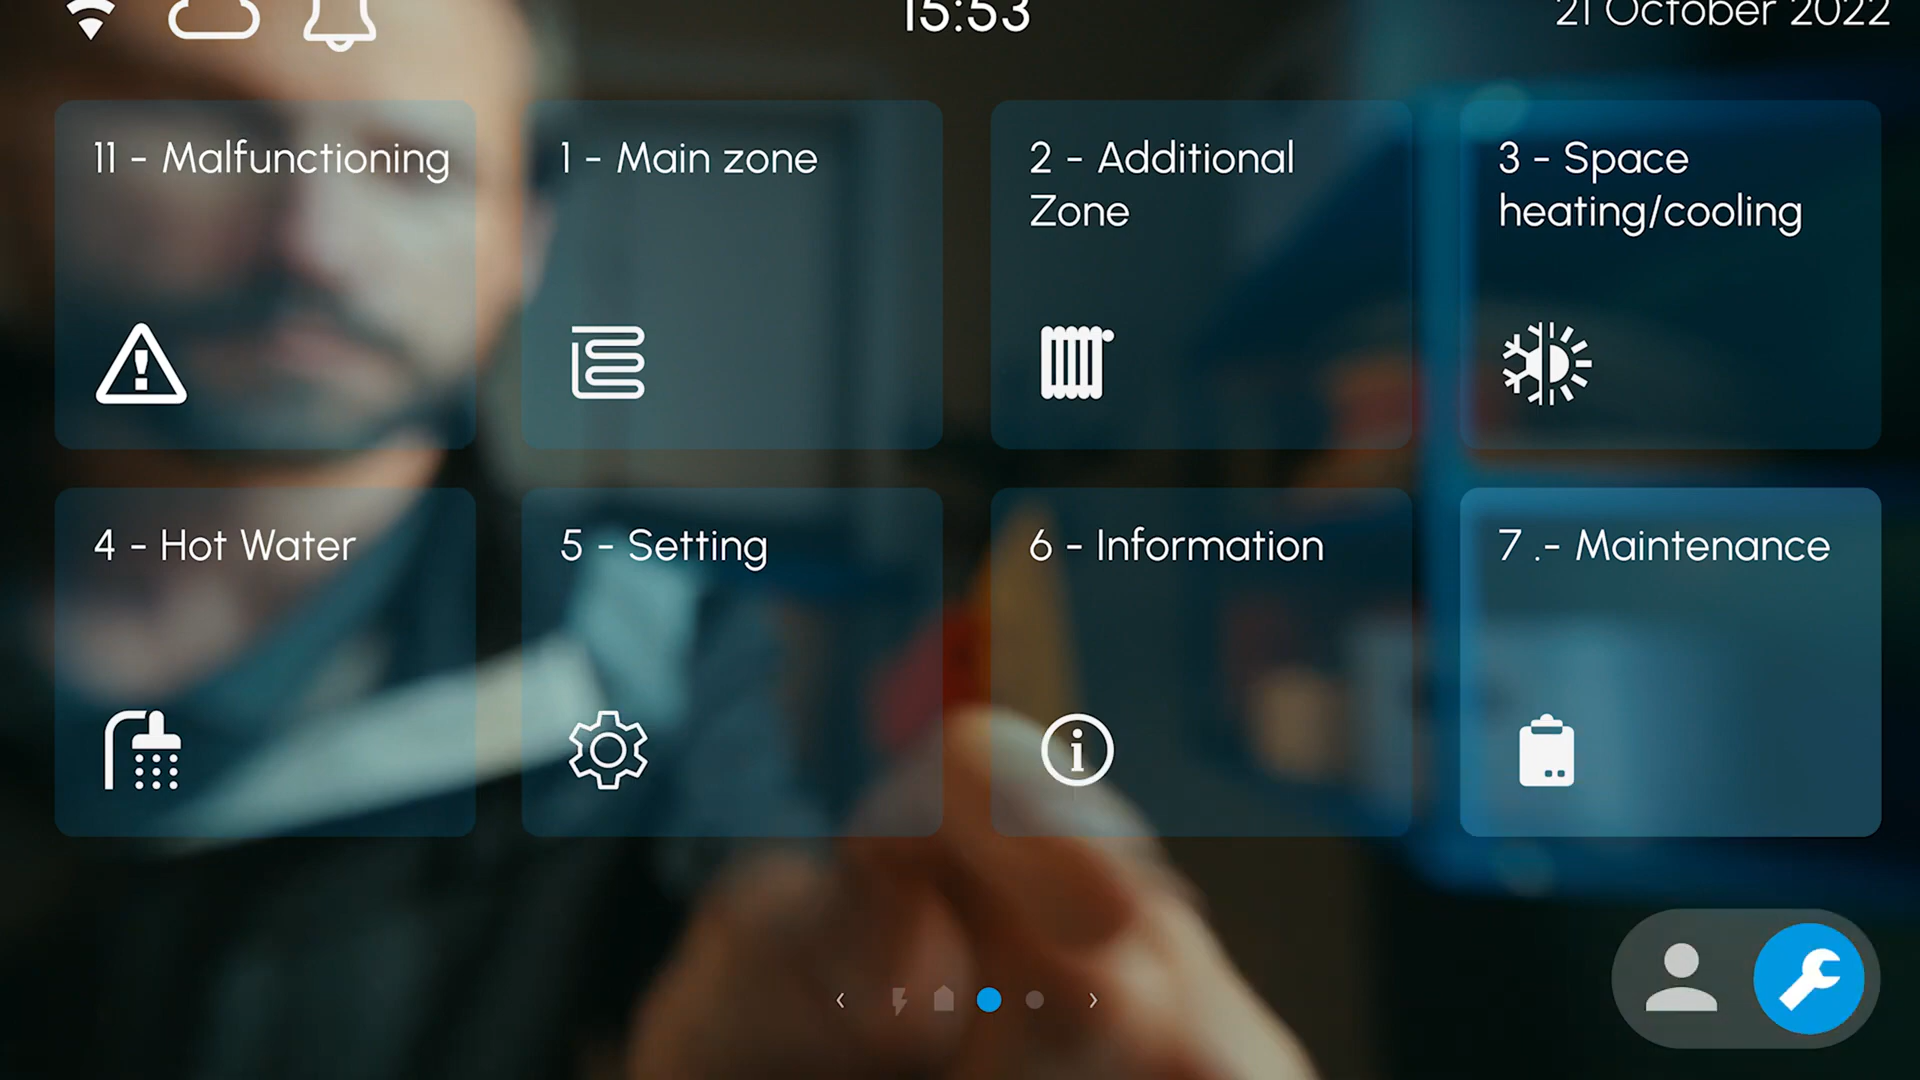 15:53
21 October 2022
11 - Malfunctioning
1 - Main zone
2 - Additional
Zone
3 - Space
heating/cooling
4 - Hot Water
5 - Setting
6 - Information
7 .- Maintenance